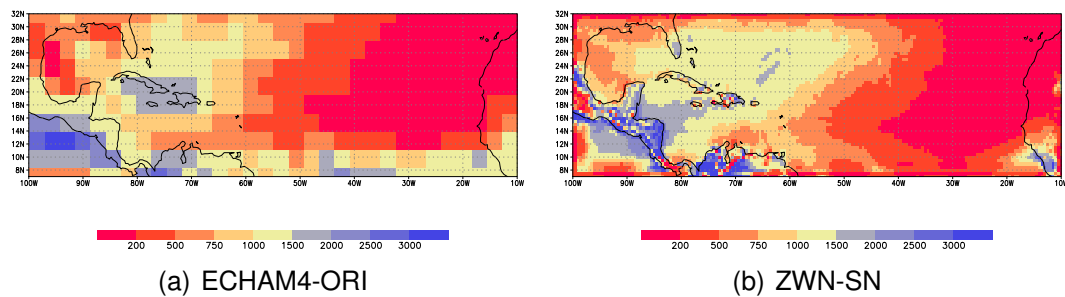 32N
30N
28N
26N
24N
22N
20N
18N
16N
14N
12N
10N
8N
100W 90W 80W 70W 60W 50W 40W 30W 20W 10W
200 500 750 1000 1500 2000 2500 3000
(a) ECHAM4-ORI
32N
30N
28N
26N
24N
22N
20N
18N
16N
14N
12N
10N
8N
100W 90W 80W 70W 60W 50W 40W 30W 20W 10W
200 500 750 1000 1500 2000 2500 3000
(b) ZWN-SN